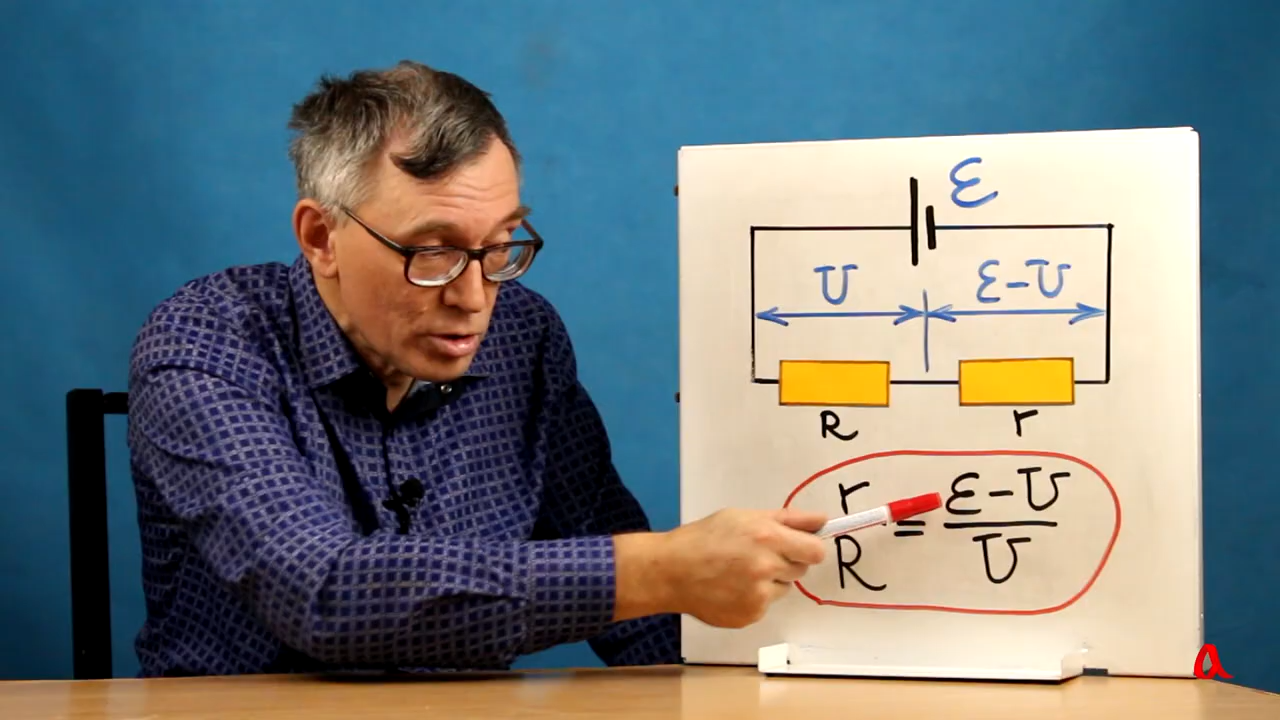 ℰ
U ℰ-U
R r
r/R = (ℰ-U)/U
a